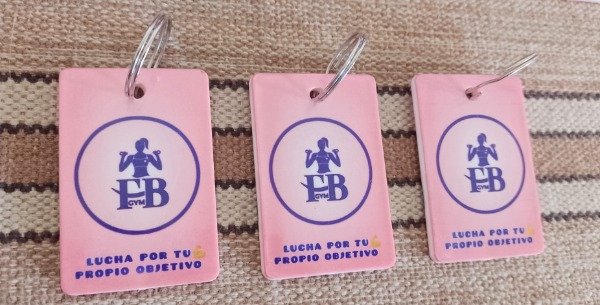 FB
GYM
LUCHA POR TU💪
PROPIO OBJETIVO
FB
GYM
LUCHA POR TU💪
PROPIO OBJETIVO
FB
GYM
LUCHA POR TU💪
PROPIO OBJETIVO